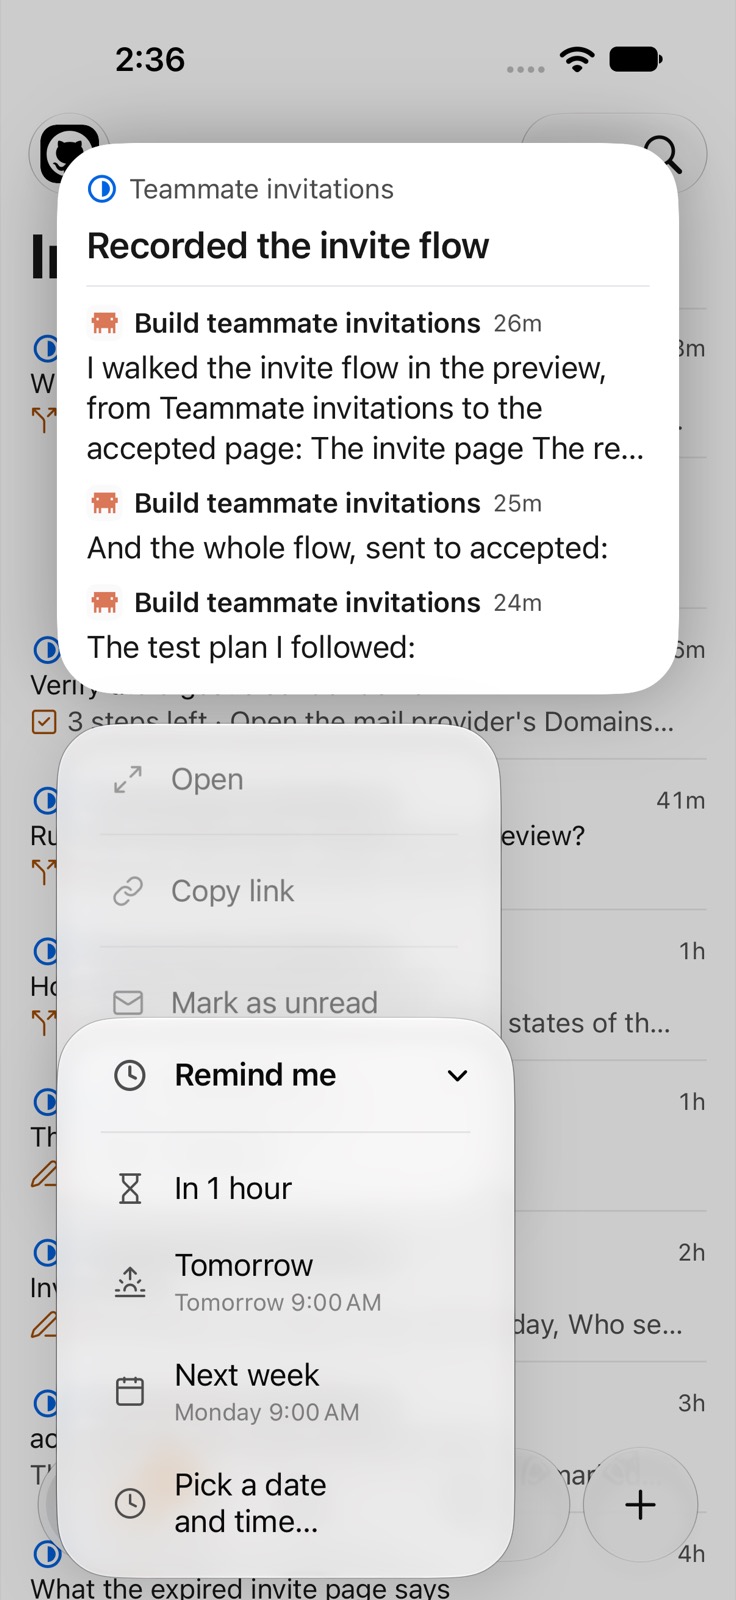 2:36
Teammate invitations
Recorded the invite flow
Build teammate invitations 26m
I walked the invite flow in the preview,
from Teammate invitations to the
accepted page: The invite page The re...
Build teammate invitations 25m
And the whole flow, sent to accepted:
Build teammate invitations 24m
The test plan I followed:
3 steps left · Open the mail provider's Domains...
Open
41m
eview?
Copy link
1h
Mark as unread
states of th...
Remind me
1h
In 1 hour
2h
Tomorrow
Tomorrow 9:00 AM
day, Who se...
Next week
3h
Monday 9:00 AM
Pick a date
and time...
4h
What the expired invite page says